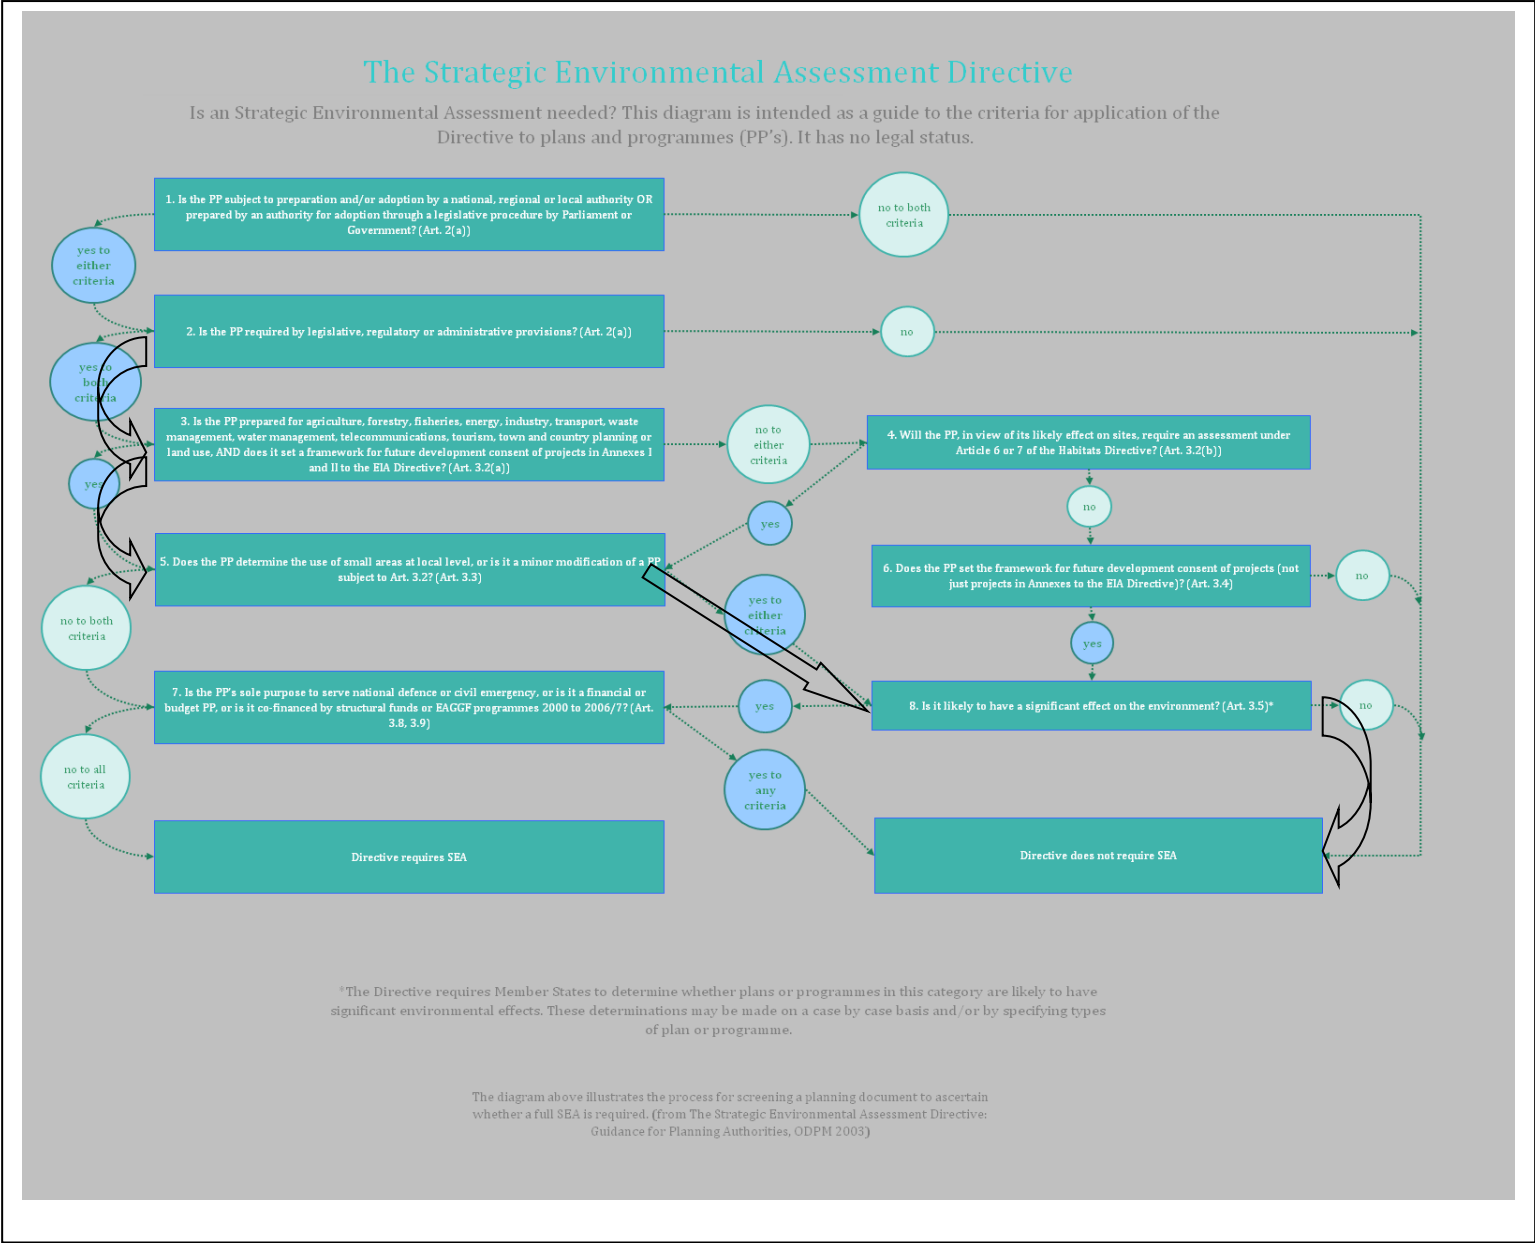 The Strategic Environmental Assessment Directive
Is an Strategic Environmental Assessment needed? This diagram is intended as a guide to the criteria for application of the
Directive to plans and programmes (PP's). It has no legal status.
1. Is the PP subject to preparation and/or adoption by a national, regional or local authority OR
prepared by an authority for adoption through a legislative procedure by Parliament or
Government? (Art. 2(a))
no to both
criteria
yes to
either
criteria
2. Is the PP required by legislative, regulatory or administrative provisions? (Art. 2(a))
no
yes to
both
criteria
3. Is the PP prepared for agriculture, forestry, fisheries, energy, industry, transport, waste
management, water management, telecommunications, tourism, town and country planning or
land use, AND does it set a framework for future development consent of projects in Annexes I
and II to the EIA Directive? (Art. 3.2(a))
no to
either
criteria
4. Will the PP, in view of its likely effect on sites, require an assessment under
Article 6 or 7 of the Habitats Directive? (Art. 3.2(b))
yes
no
yes
5. Does the PP determine the use of small areas at local level, or is it a minor modification of a PP
subject to Art. 3.2? (Art. 3.3)
6. Does the PP set the framework for future development consent of projects (not
just projects in Annexes to the EIA Directive)? (Art. 3.4)
no
no to both
criteria
yes to
either
criteria
yes
7. Is the PP's sole purpose to serve national defence or civil emergency, or is it a financial or
budget PP, or is it co-financed by structural funds or EAGGF programmes 2000 to 2006/7? (Art.
3.8, 3.9)
yes
8. Is it likely to have a significant effect on the environment? (Art. 3.5)*
no
no to all
criteria
yes to
any
criteria
Directive requires SEA
Directive does not require SEA
*The Directive requires Member States to determine whether plans or programmes in this category are likely to have
significant environmental effects. These determinations may be made on a case by case basis and/or by specifying types
of plan or programme.
The diagram above illustrates the process for screening a planning document to ascertain
whether a full SEA is required. (from The Strategic Environmental Assessment Directive:
Guidance for Planning Authorities, ODPM 2003)